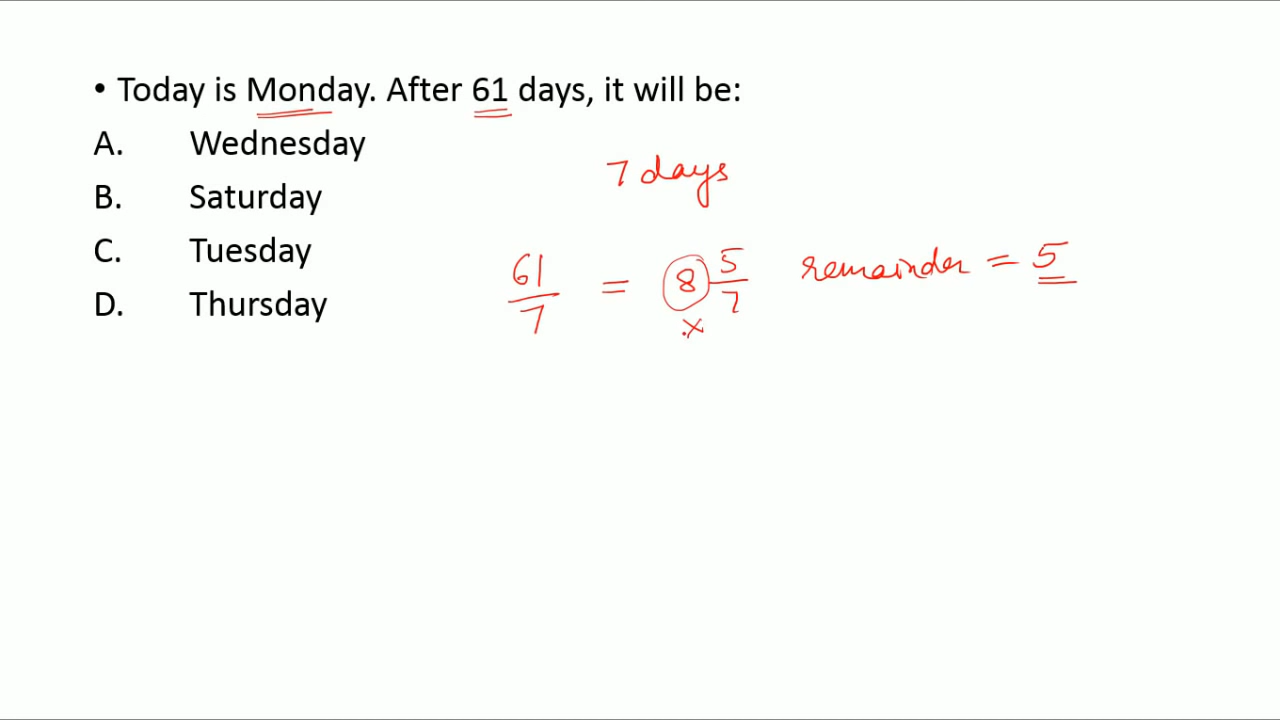 • Today is Monday. After 61 days, it will be:
A. Wednesday
B. Saturday
C. Tuesday
D. Thursday
7 days
61/7 = 8 5/7 remainder = 5
×